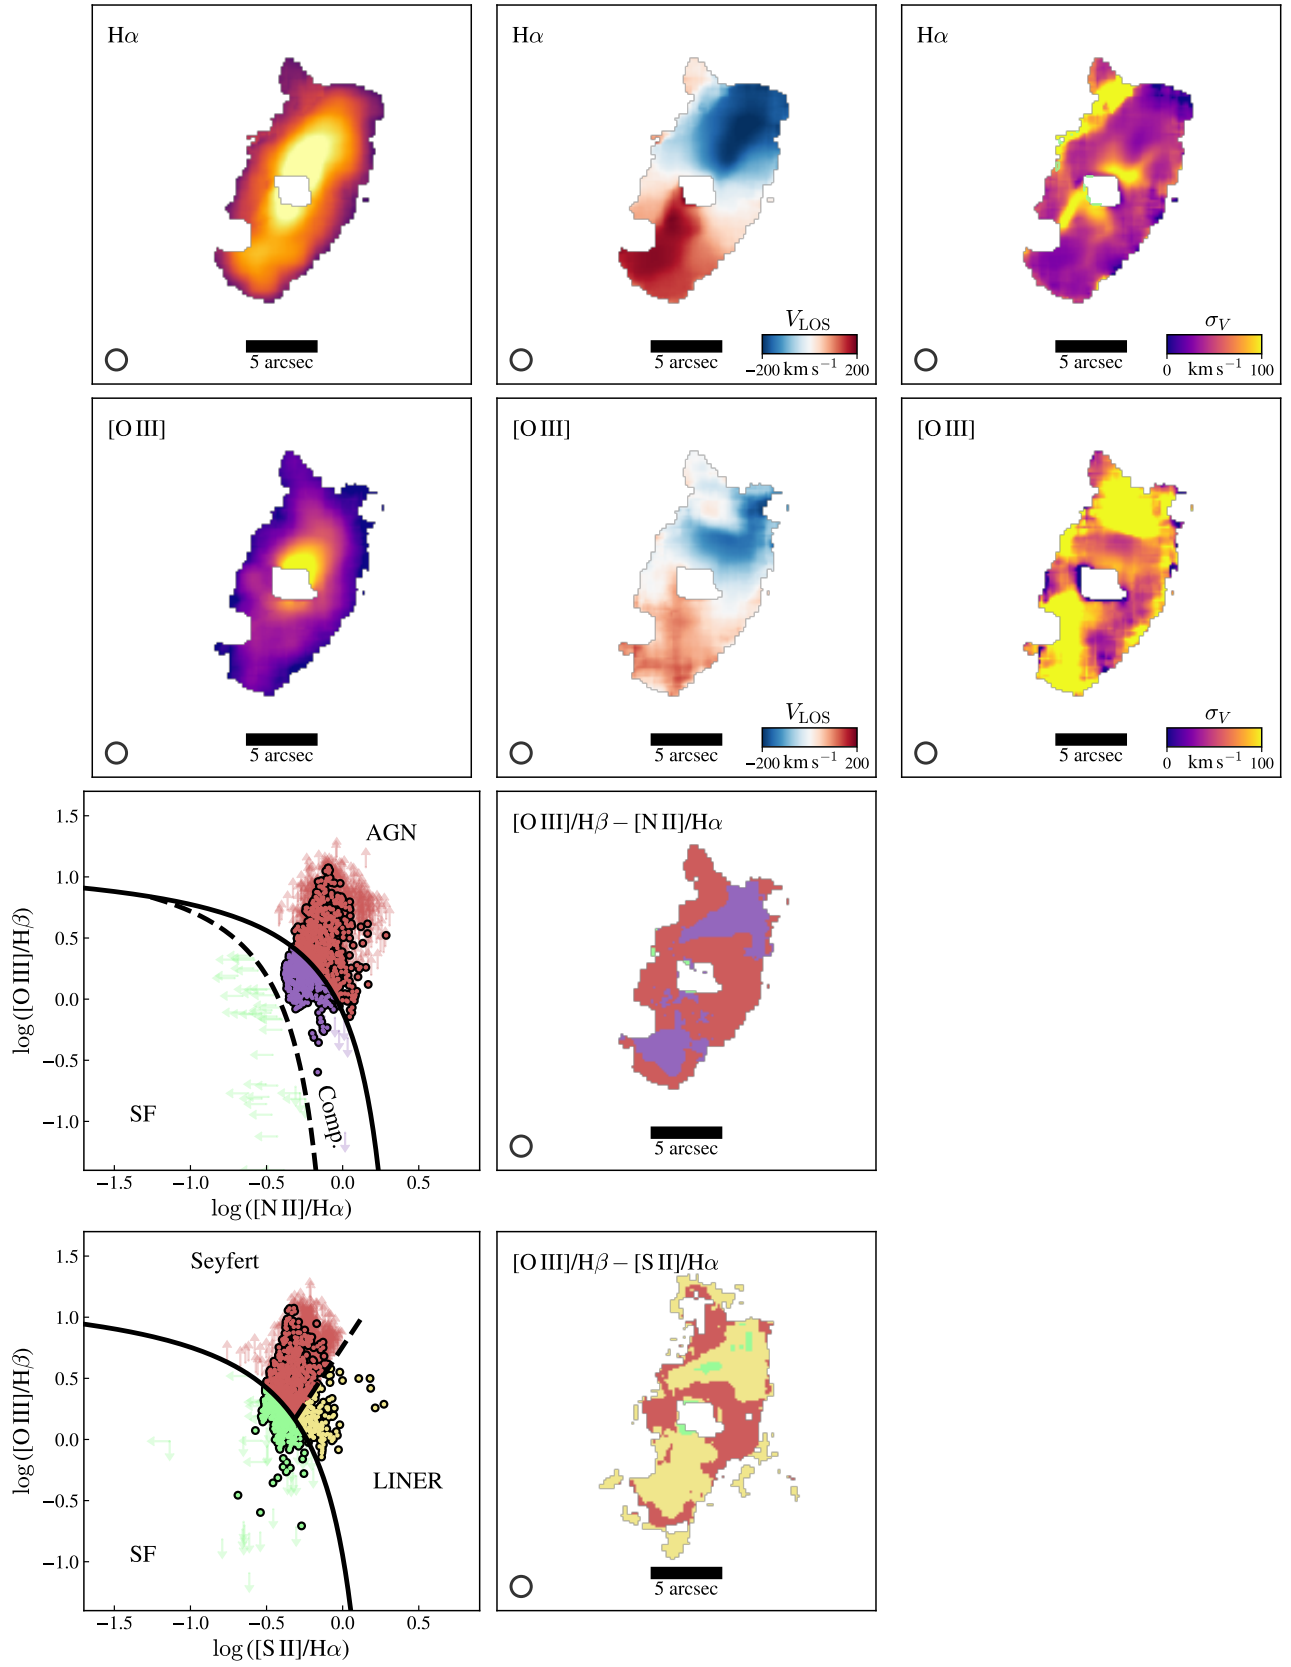 Hα
5 arcsec
Hα
V_LOS
−200 km s⁻¹ 200
5 arcsec
Hα
σ_V
0 km s⁻¹ 100
5 arcsec
[O III]
5 arcsec
[O III]
V_LOS
−200 km s⁻¹ 200
5 arcsec
[O III]
σ_V
0 km s⁻¹ 100
5 arcsec
log ([O III]/Hβ)
1.5
1.0
0.5
0.0
−0.5
−1.0
AGN
SF
Comp.
−1.5 −1.0 −0.5 0.0 0.5
log ([N II]/Hα)
[O III]/Hβ − [N II]/Hα
5 arcsec
log ([O III]/Hβ)
1.5
1.0
0.5
0.0
−0.5
−1.0
Seyfert
LINER
SF
−1.5 −1.0 −0.5 0.0 0.5
log ([S II]/Hα)
[O III]/Hβ − [S II]/Hα
5 arcsec